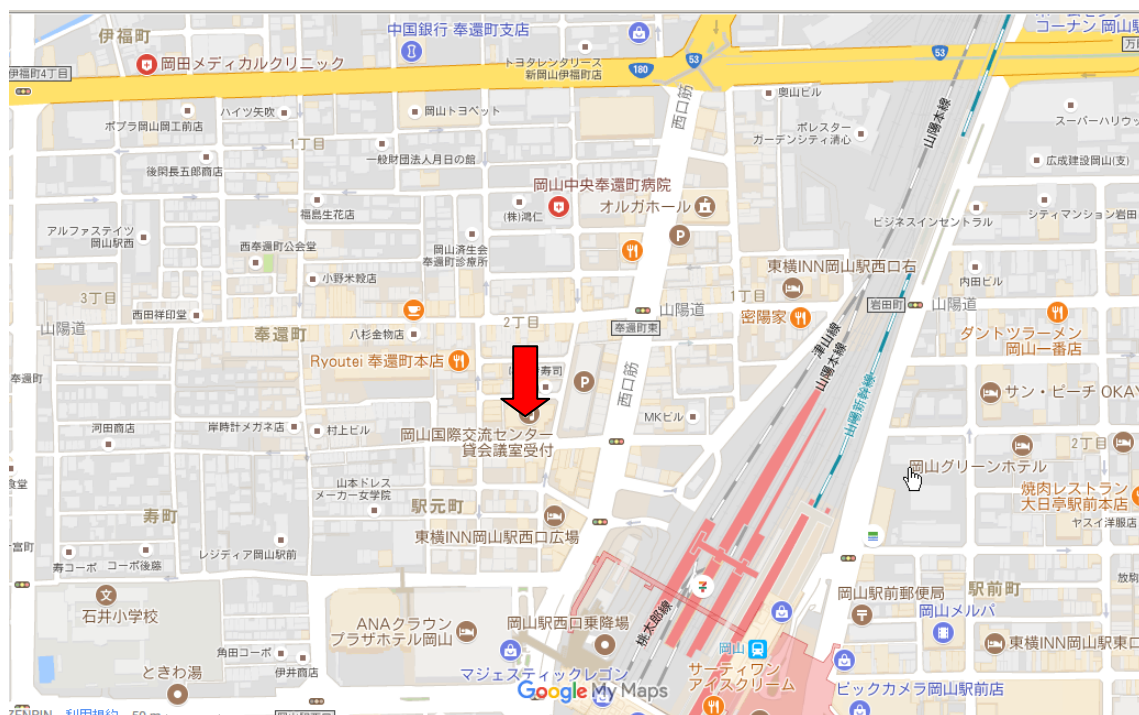 伊福町
中国銀行 奉還町支店
コーナン 岡山駅
岡田メディカルクリニック
トヨタレンタリース
新岡山伊福町店
180
53
53
伊福町4丁目
ハイツ矢吹
岡山トヨペット
奥山ビル
西口筋
山陽本線
ポプラ岡山岡工前店
1丁目
ポレスター
ガーデンシティ清心
スーパーハリウッ
一般財団法人月日の館
後閑長五郎商店
広成建設岡山(支)
岡山中央奉還町病院
オルガホール
福島生花店
(株)鴻仁
ビジネスインセントラル
シティマンション岩田
アルファステイツ
岡山駅西
西奉還町公会堂
岡山済生会
奉還町診療所
P
小野米穀店
東横INN岡山駅西口右
内田ビル
3丁目
1丁目
岩田町
山陽道
西田祥印堂
2丁目
山陽道
山陽道
奉還町
八杉金物店
奉還町東
密陽家
ダントツラーメン
岡山一番店
津山線
山陽本線
Ryoutei 奉還町本店
寿司
P
西口筋
山陽新幹線
奉還町
サン・ピーチ OKAY
MKビル
河田商店
岸時計メガネ店
村上ビル
岡山国際交流センター
貸会議室受付
2丁目
岡山グリーンホテル
食堂
山本ドレス
メーカー女学院
駅元町
焼肉レストラン
大日亭駅前本店
寿町
ヤスイ洋服店
東横INN岡山駅西口広場
富町
寿コーポ
コーポ後藤
レジディア岡山駅前
石井小学校
文
岡山駅前郵便局
駅前町
放駒
ANAクラウン
プラザホテル岡山
岡山駅西口乗降場
桃太郎線
岡山メルパ
岡山
東横INN岡山駅東口
角田コーポ
伊井商店
ときわ湯
マジェスティックレゴン
サーティワン
アイスクリーム
ビックカメラ岡山駅前店
Google My Maps
ZENRIN
利用規約
50 m